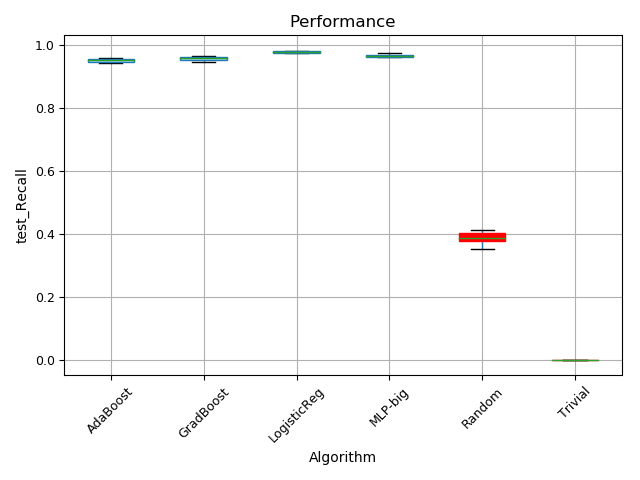 Performance
test_Recall
1.0
0.8
0.6
0.4
0.2
0.0
AdaBoost
GradBoost
LogisticReg
MLP-big
Random
Trivial
Algorithm